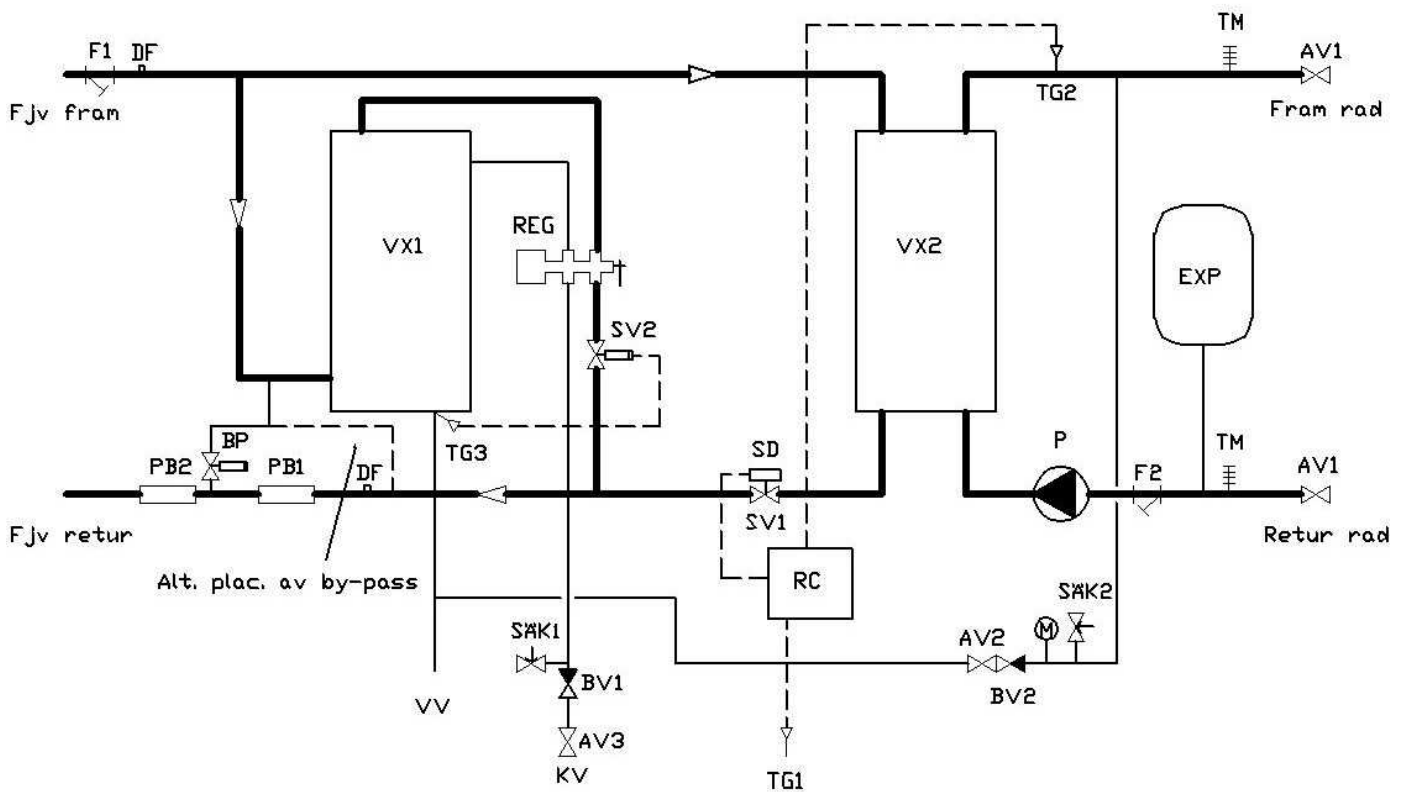 F1
DF
TM
AV1
TG2
Fjv fram
Fram rad
REG
VX1
VX2
EXP
SV2
BP
TG3
PB2
PB1
DF
SD
P
F2
TM
AV1
SV1
Fjv retur
Retur rad
Alt. plac. av by-pass
RC
SÄK2
SÄK1
M
AV2
BV1
BV2
VV
AV3
KV
TG1